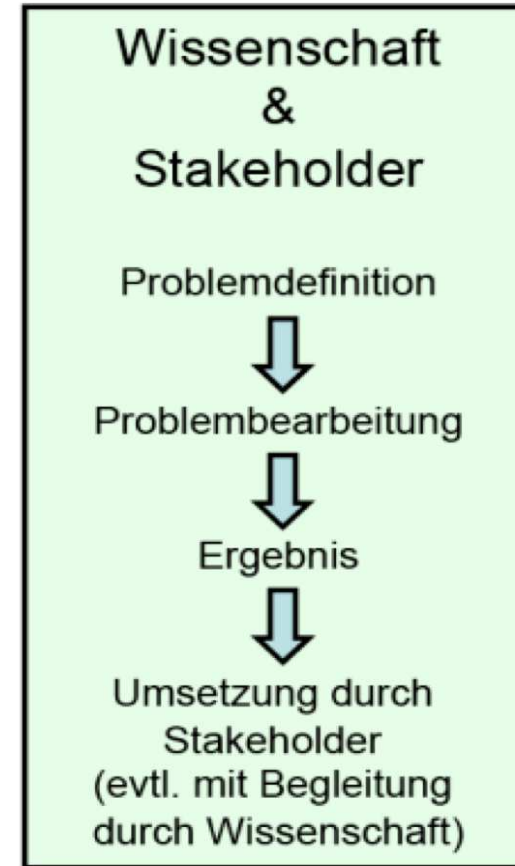 Wissenschaft
&
Stakeholder
Problemdefinition
Problembearbeitung
Ergebnis
Umsetzung durch
Stakeholder
(evtl. mit Begleitung
durch Wissenschaft)